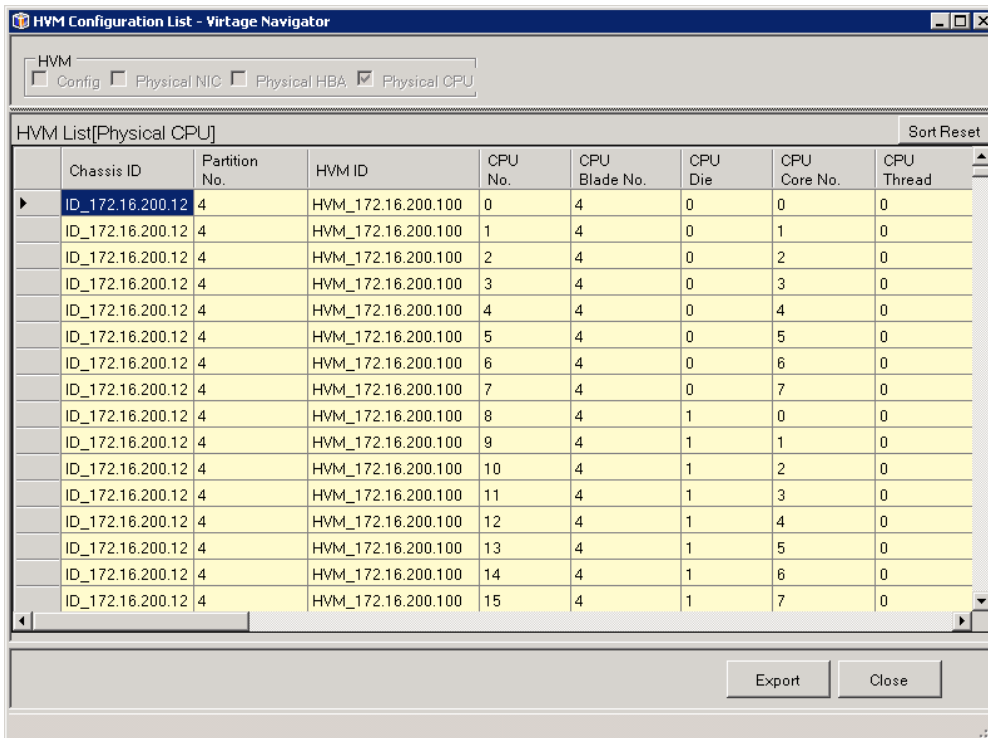 HVM Configuration List - Virtage Navigator
HVM
Config Physical NIC Physical HBA Physical CPU
HVM List[Physical CPU] Sort Reset
Chassis ID Partition No. HVM ID CPU No. CPU Blade No. CPU Die CPU Core No. CPU Thread
ID_172.16.200.12 4 HVM_172.16.200.100 0 4 0 0 0
ID_172.16.200.12 4 HVM_172.16.200.100 1 4 0 1 0
ID_172.16.200.12 4 HVM_172.16.200.100 2 4 0 2 0
ID_172.16.200.12 4 HVM_172.16.200.100 3 4 0 3 0
ID_172.16.200.12 4 HVM_172.16.200.100 4 4 0 4 0
ID_172.16.200.12 4 HVM_172.16.200.100 5 4 0 5 0
ID_172.16.200.12 4 HVM_172.16.200.100 6 4 0 6 0
ID_172.16.200.12 4 HVM_172.16.200.100 7 4 0 7 0
ID_172.16.200.12 4 HVM_172.16.200.100 8 4 1 0 0
ID_172.16.200.12 4 HVM_172.16.200.100 9 4 1 1 0
ID_172.16.200.12 4 HVM_172.16.200.100 10 4 1 2 0
ID_172.16.200.12 4 HVM_172.16.200.100 11 4 1 3 0
ID_172.16.200.12 4 HVM_172.16.200.100 12 4 1 4 0
ID_172.16.200.12 4 HVM_172.16.200.100 13 4 1 5 0
ID_172.16.200.12 4 HVM_172.16.200.100 14 4 1 6 0
ID_172.16.200.12 4 HVM_172.16.200.100 15 4 1 7 0
Export Close